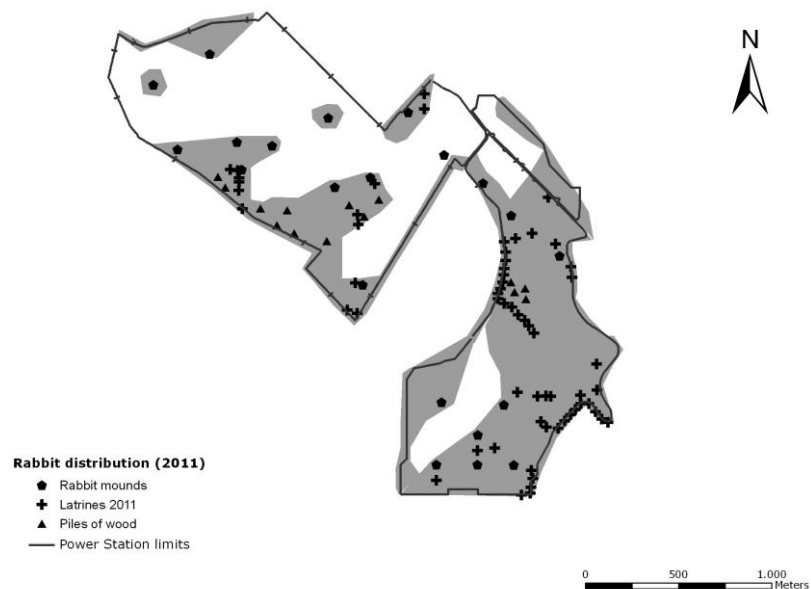 N
Rabbit distribution (2011)
Rabbit mounds
Latrines 2011
Piles of wood
Power Station limits
0 500 1.000
Meters